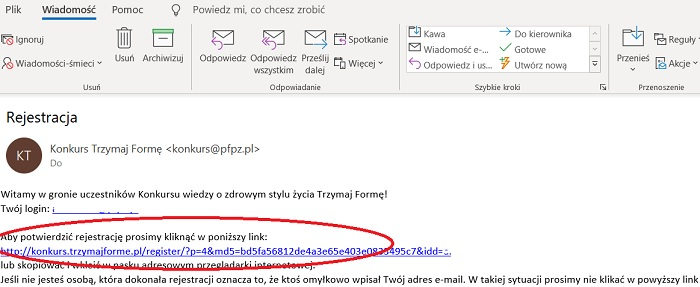 Plik Wiadomość Pomoc Powiedz mi, co chcesz zrobić
Ignoruj
Wiadomości-śmieci
Usuń
Archiwizuj
Odpowiedz
Odpowiedz wszystkim
Prześlij dalej
Spotkanie
Więcej
Kawa
Wiadomość e-...
Odpowiedz i us...
Do kierownika
Gotowe
Utwórz nową
Przenieś
Reguły
Akcje
Usuń Odpowiadanie Szybkie kroki Przenoszenie
Rejestracja
KT
Konkurs Trzymaj Formę <konkurs@pfpz.pl>
Do
Witamy w gronie uczestników Konkursu wiedzy o zdrowym stylu życia Trzymaj Formę!
Twój login:
Aby potwierdzić rejestrację prosimy kliknąć w poniższy link:
http://konkurs.trzymajforme.pl/register/?p=4&md5=bd5fa56812de4a3e65e403e0833495c7&idd=
lub skopiować i wkleić w pasku adresowym przeglądarki internetowej.
Jeśli nie jesteś osobą, która dokonała rejestracji oznacza to, że ktoś omyłkowo wpisał Twój adres e-mail. W takiej sytuacji prosimy nie klikać w powyższy link